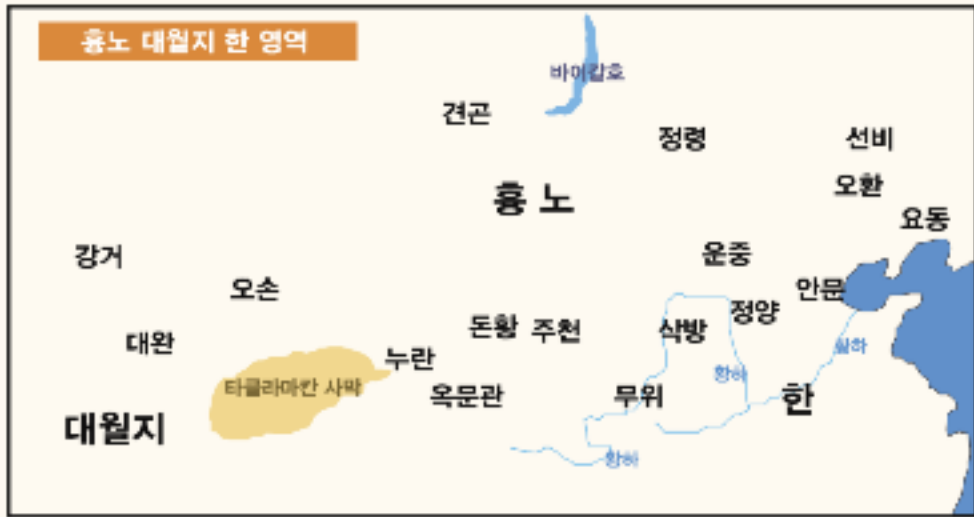 흉노 대월지 한 영역
바이칼호
견곤
정령
선비
흉 노
오환
요동
강거
운중
오손
안문
정양
대완
돈황
주천
삭방
누란
황하
타클라마칸 사막
옥문관
무위
한
대월지
황하